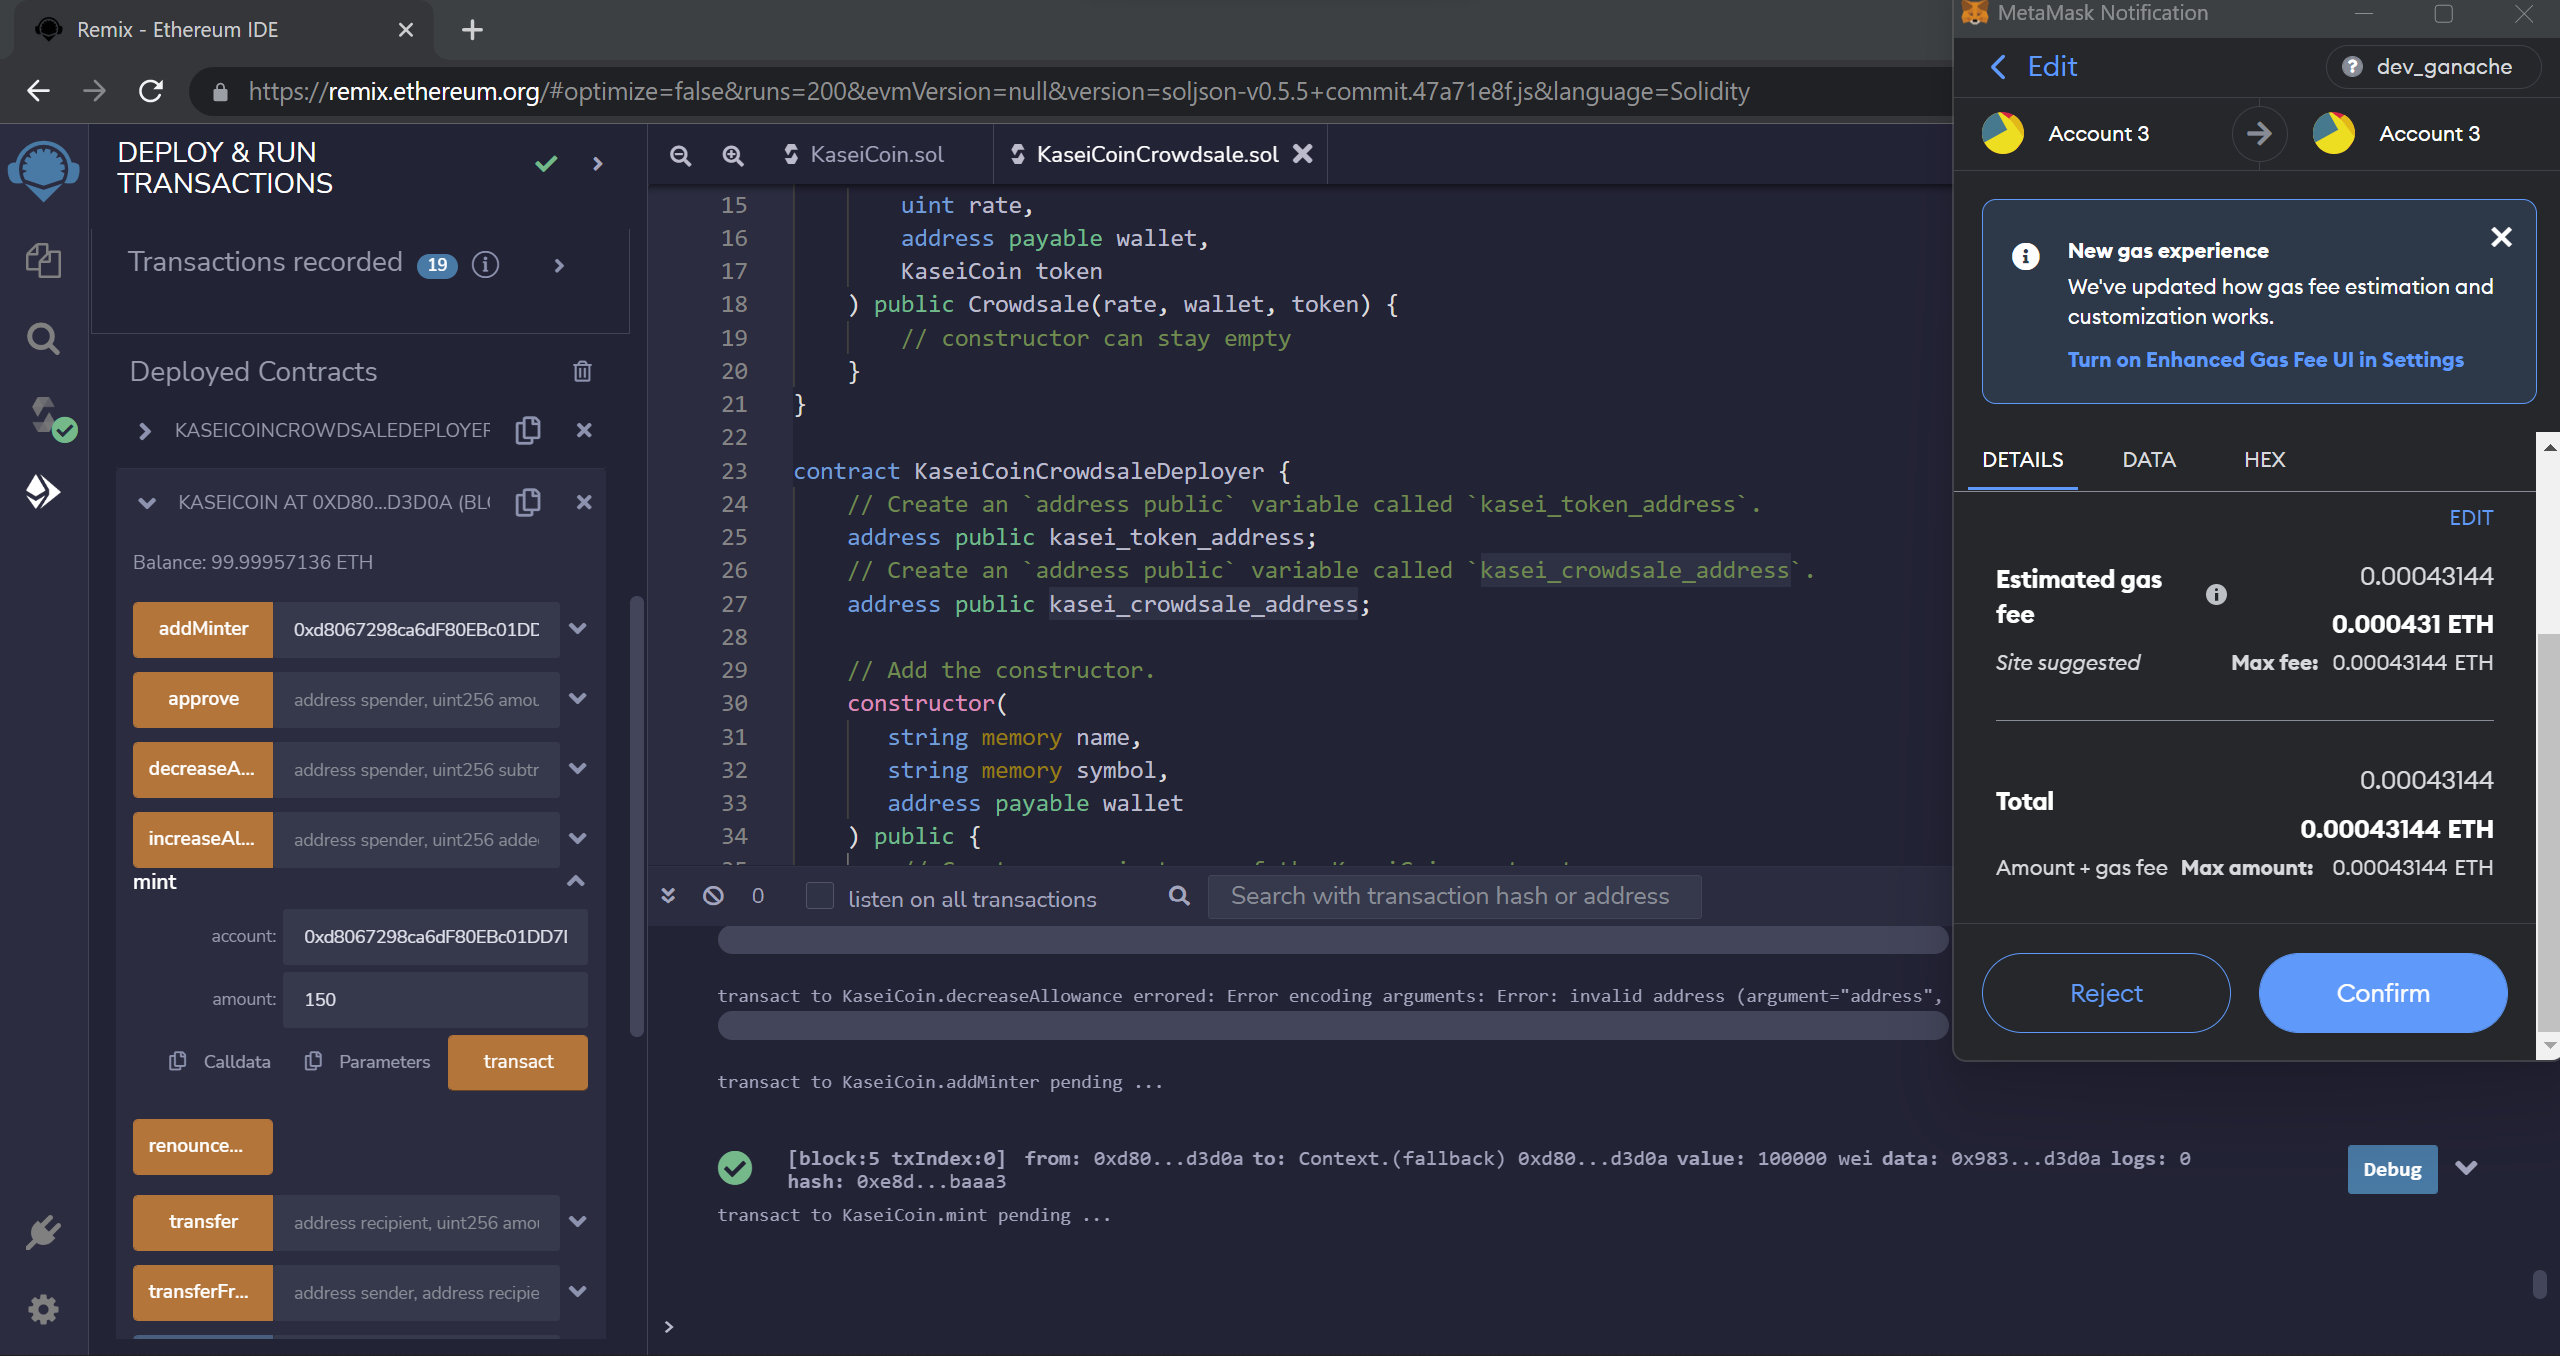 Remix - Ethereum IDE
https://remix.ethereum.org/#optimize=false&runs=200&evmVersion=null&version=soljson-v0.5.5+commit.47a71e8f.js&language=Solidity
DEPLOY & RUN
TRANSACTIONS
Transactions recorded 19
Deployed Contracts
KASEICOINCROWDSALEDEPLOYER
KASEICOIN AT 0XD80...D3D0A (BLO
Balance: 99.99957136 ETH
addMinter 0xd8067298ca6dF80EBc01DD
approve address spender, uint256 amou
decreaseA... address spender, uint256 subtr
increaseAl... address spender, uint256 adde
mint
account: 0xd8067298ca6dF80EBc01DD7
amount: 150
Calldata Parameters transact
renounce...
transfer address recipient, uint256 amou
transferFr... address sender, address recipie
KaseiCoin.sol KaseiCoinCrowdsale.sol
15 uint rate,
16 address payable wallet,
17 KaseiCoin token
18 ) public Crowdsale(rate, wallet, token) {
19 // constructor can stay empty
20 }
21 }
22
23 contract KaseiCoinCrowdsaleDeployer {
24 // Create an `address public` variable called `kasei_token_address`.
25 address public kasei_token_address;
26 // Create an `address public` variable called `kasei_crowdsale_address`.
27 address public kasei_crowdsale_address;
28
29 // Add the constructor.
30 constructor(
31 string memory name,
32 string memory symbol,
33 address payable wallet
34 ) public {
0 listen on all transactions Search with transaction hash or address
transact to KaseiCoin.decreaseAllowance errored: Error encoding arguments: Error: invalid address (argument="address",
transact to KaseiCoin.addMinter pending ...
[block:5 txIndex:0] from: 0xd80...d3d0a to: Context.(fallback) 0xd80...d3d0a value: 100000 wei data: 0x983...d3d0a logs: 0
hash: 0xe8d...baaa3
Debug
transact to KaseiCoin.mint pending ...
>
MetaMask Notification
Edit dev_ganache
Account 3 Account 3
New gas experience
We've updated how gas fee estimation and
customization works.
Turn on Enhanced Gas Fee UI in Settings
DETAILS DATA HEX
EDIT
Estimated gas
fee
0.00043144
0.000431 ETH
Site suggested Max fee: 0.00043144 ETH
Total
0.00043144
0.00043144 ETH
Amount + gas fee Max amount: 0.00043144 ETH
Reject Confirm